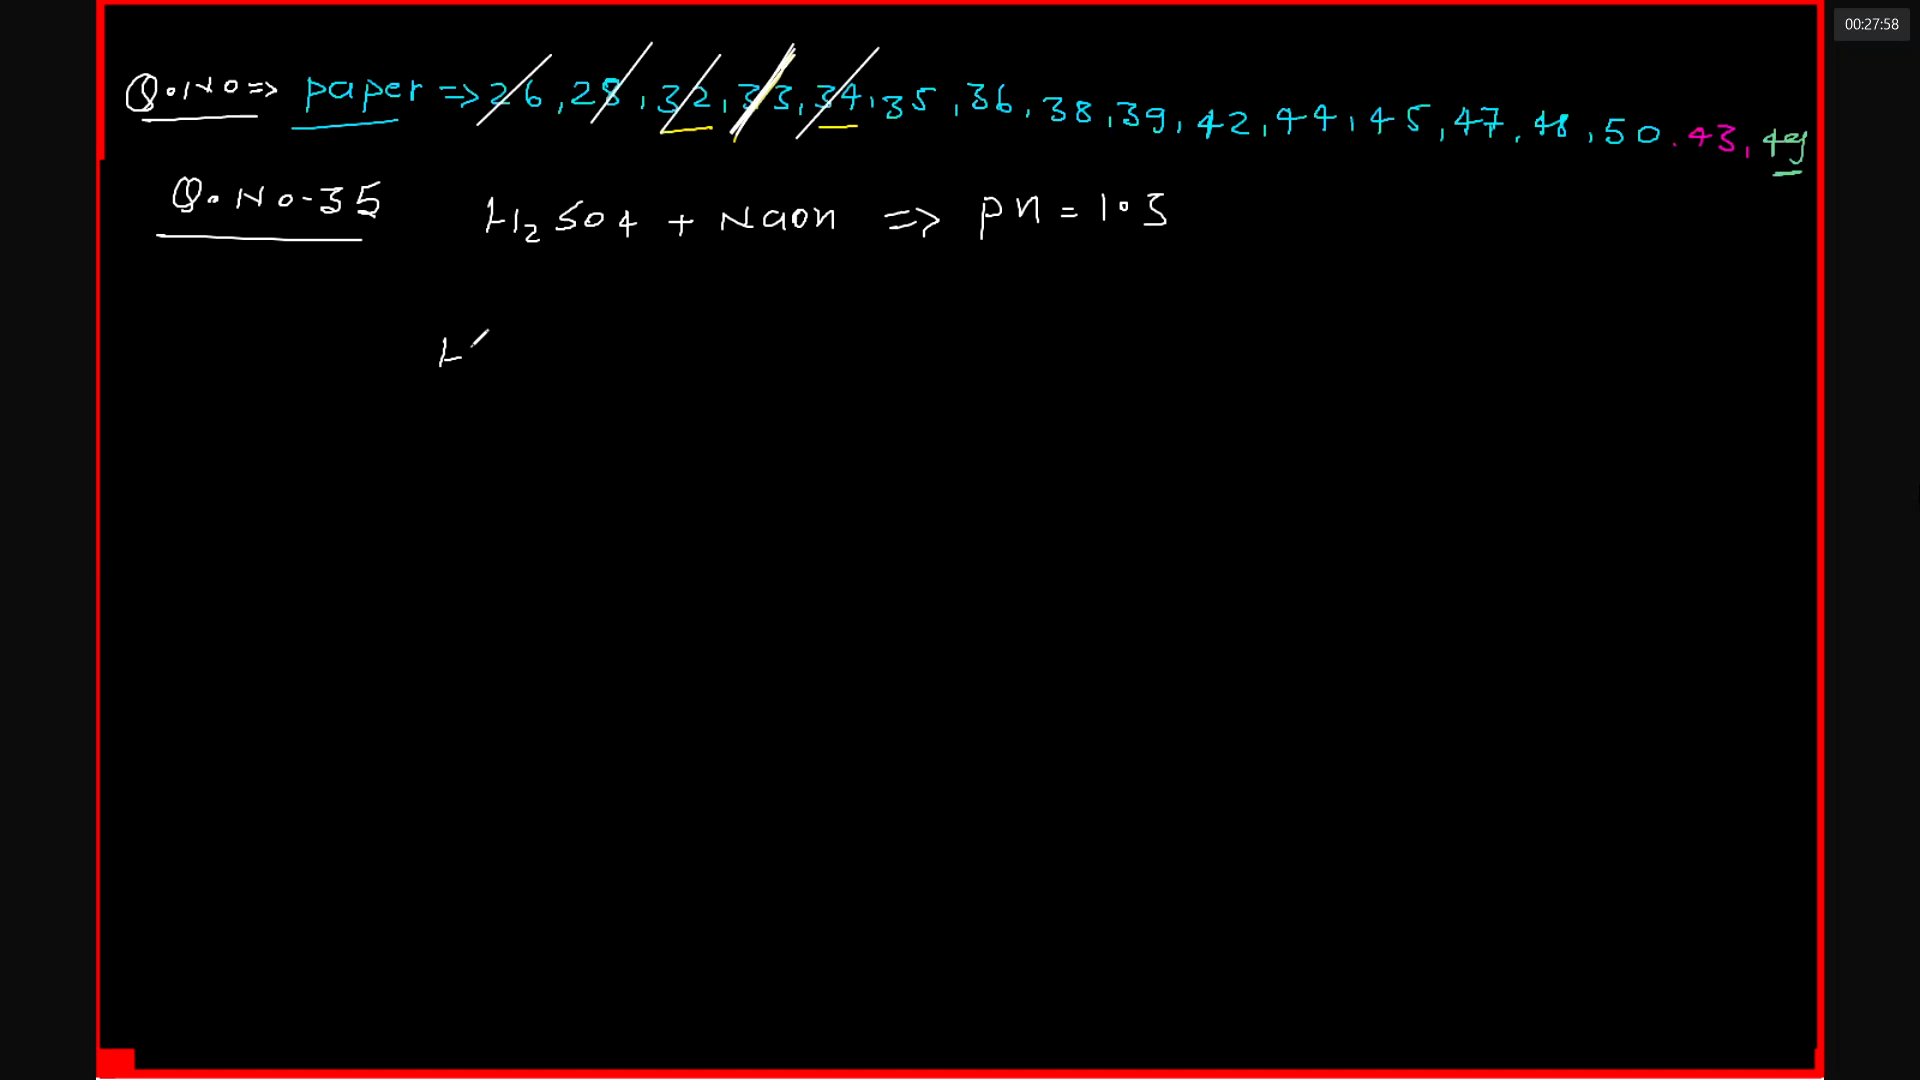 00:27:58
Q.No => paper => 26, 28, 32, 33, 34, 35, 36, 38, 39, 42, 44, 45, 47, 48, 50. 43, 49
Q.No-35 H₂SO4 + NaOH => pH = 1.3